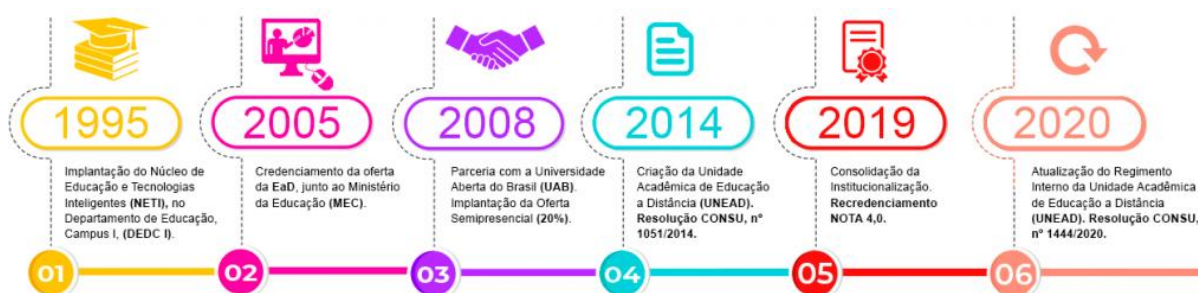 1995
Implantação do Núcleo de
Educação e Tecnologias
Inteligentes (NETI), no
Departamento de Educação,
Campus I, (DEDC I).
01
2005
Credenciamento da oferta
da EaD, junto ao Ministério
da Educação (MEC).
02
2008
Parceria com a Universidade
Aberta do Brasil (UAB).
Implantação da Oferta
Semipresencial (20%).
03
2014
Criação da Unidade
Acadêmica de Educação
a Distância (UNEAD).
Resolução CONSU, nº
1051/2014.
04
2019
Consolidação da
Institucionalização.
Recredenciamento
NOTA 4,0.
05
2020
Atualização do Regimento
Interno da Unidade Acadêmica
de Educação a Distância
(UNEAD). Resolução CONSU,
nº 1444/2020.
06